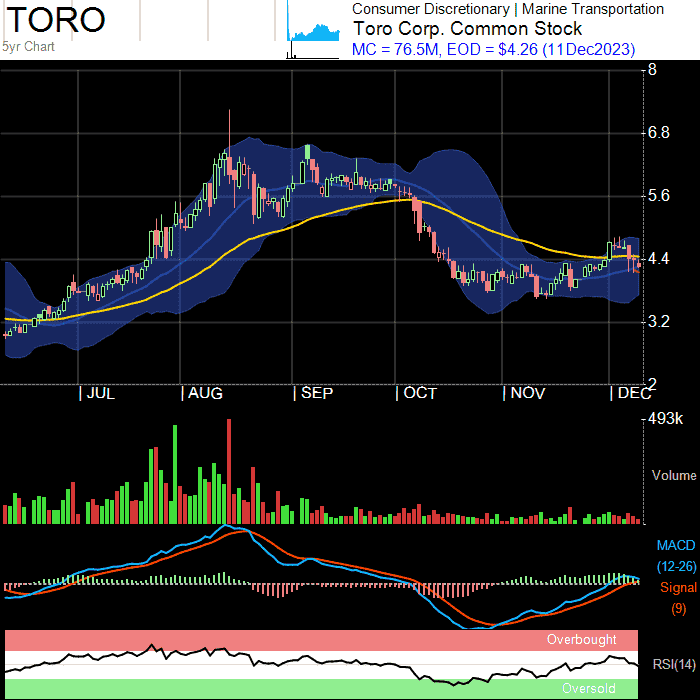 TORO
5yr Chart
Consumer Discretionary | Marine Transportation
Toro Corp. Common Stock
MC = 76.5M, EOD = $4.26 (11Dec2023)
8
6.8
5.6
4.4
3.2
2
JUL AUG SEP OCT NOV DEC
493k
Volume
MACD
(12-26)
Signal
(9)
Overbought
RSI(14)
Oversold